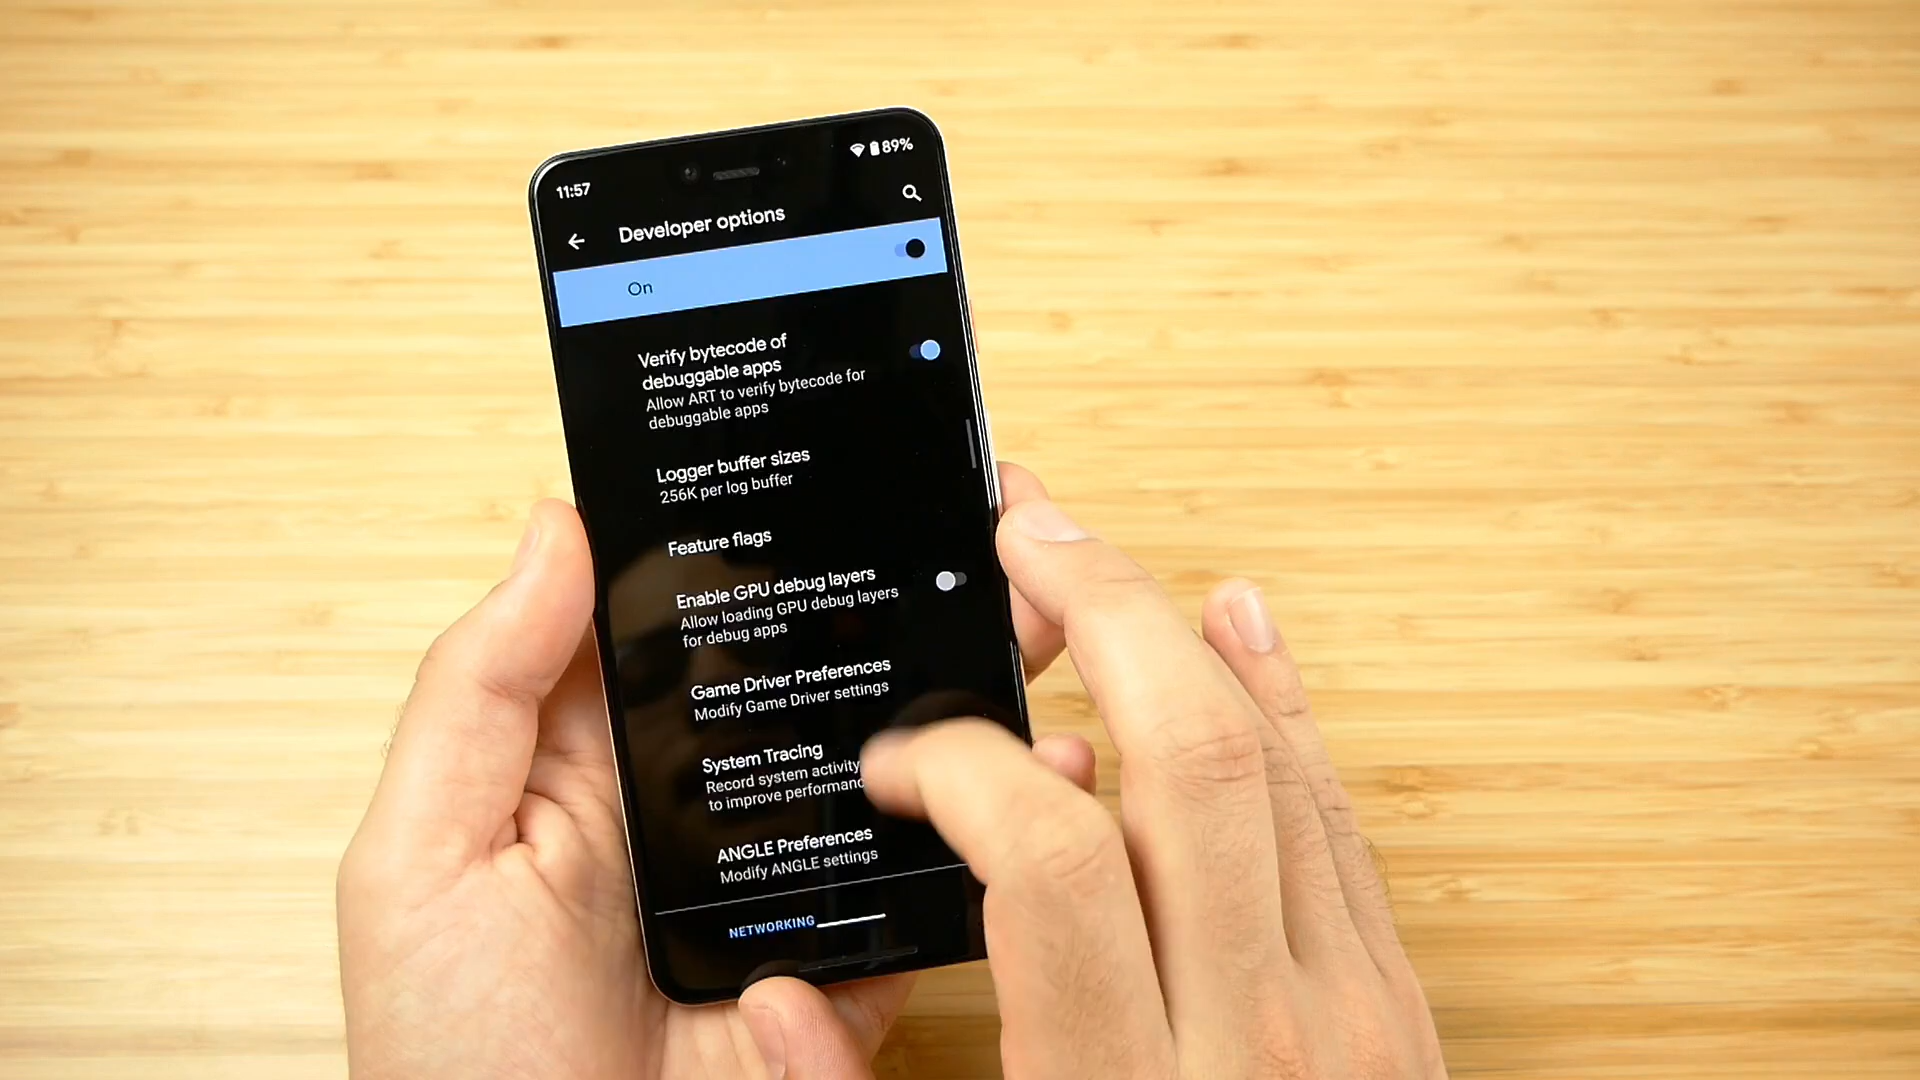 11:57
89%
Developer options
On
Verify bytecode of
debuggable apps
Allow ART to verify bytecode for
debuggable apps
Logger buffer sizes
256K per log buffer
Feature flags
Enable GPU debug layers
Allow loading GPU debug layers
for debug apps
Game Driver Preferences
Modify Game Driver settings
System Tracing
Record system activity
to improve
ANGLE Preferences
Modify ANGLE settings
NETWORKING